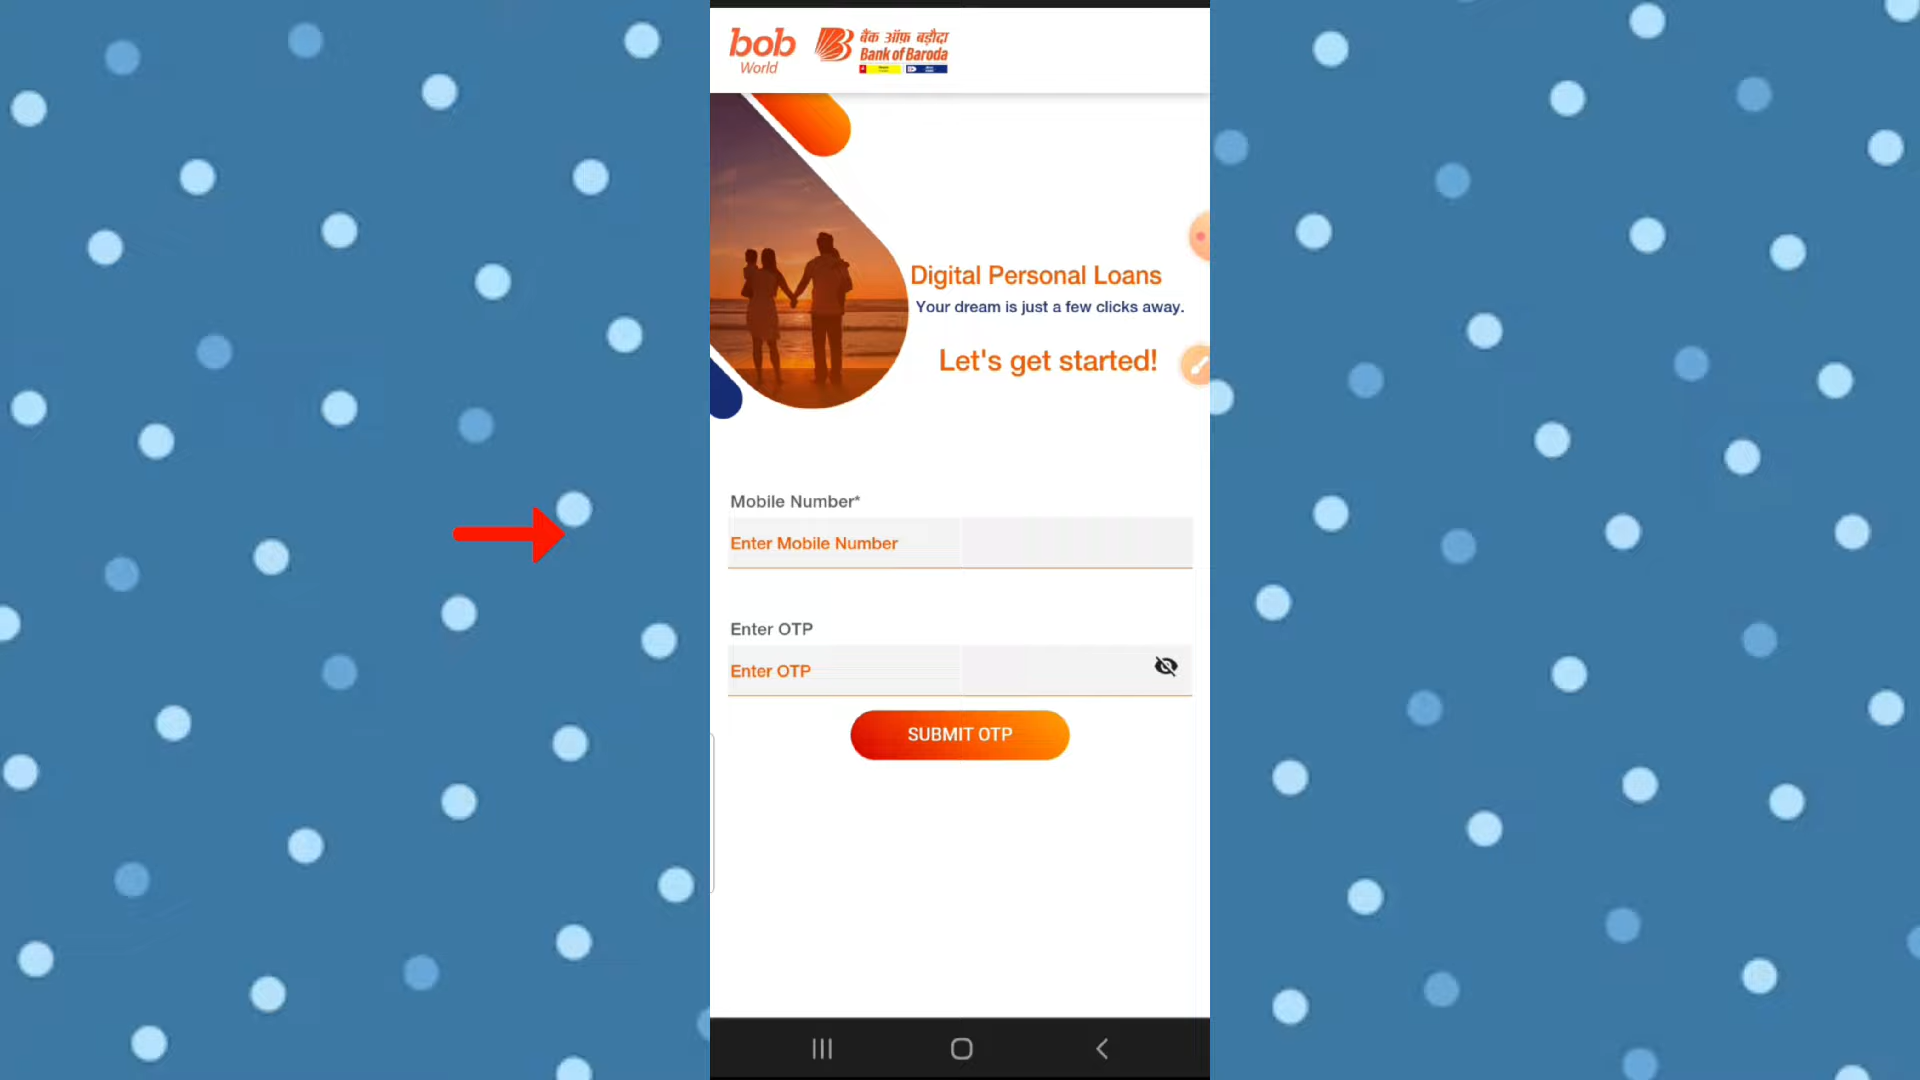 bob
World
बैंक ऑफ़ बड़ौदा
Bank of Baroda
Digital Personal Loans
Your dream is just a few clicks away.
Let's get started!
Mobile Number*
Enter Mobile Number
Enter OTP
Enter OTP
SUBMIT OTP